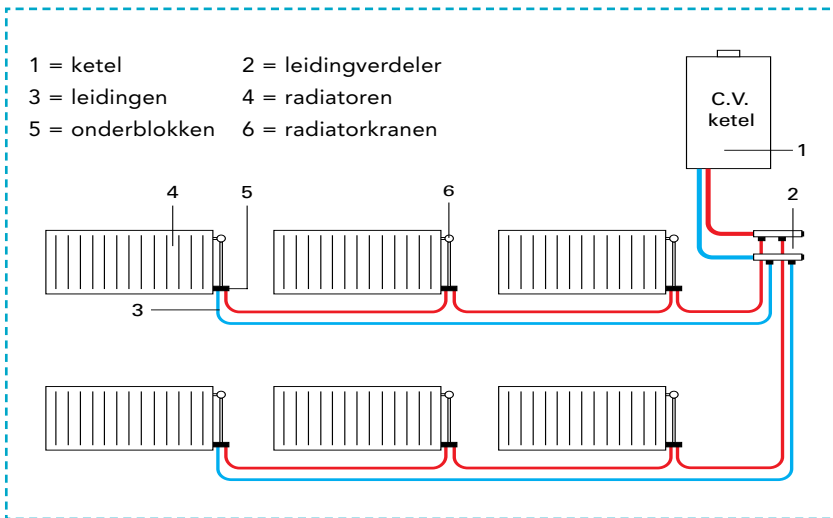 1 = ketel 2 = leidingverdeler
3 = leidingen 4 = radiatoren
5 = onderblokken 6 = radiatorkranen
C.V.
ketel
1
2
4 5 6
3